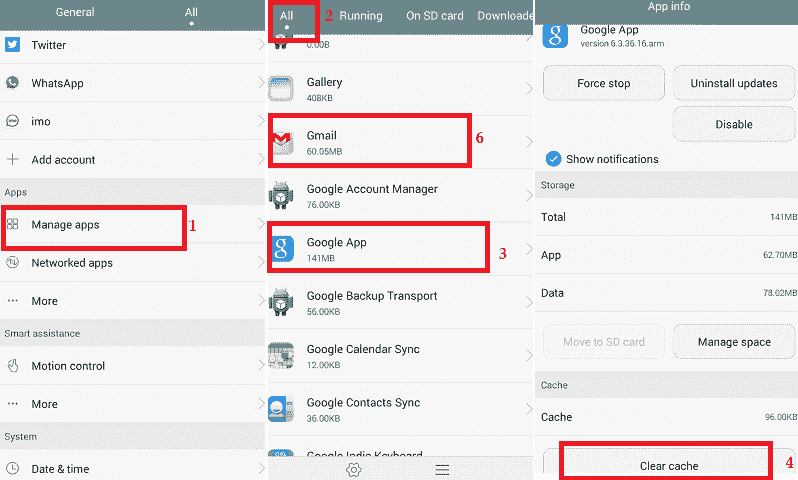 General All
Twitter
WhatsApp
imo
Add account
Apps
Manage apps 1
Networked apps
More
Smart assistance
Motion control
More
System
Date & time
All 2 Running On SD card Downloade
0.00B
Gallery
408KB
Gmail
60.05MB
6
Google Account Manager
76.00KB
Google App
141MB
3
Google Backup Transport
56.00KB
Google Calendar Sync
12.00KB
Google Contacts Sync
36.00KB
Google Indic Keyboard
App info
Google App
version 6.3.36.16.arm
Force stop Uninstall updates
Disable
Show notifications
Storage
Total 141MB
App 62.70MB
Data 78.02MB
Move to SD card Manage space
Cache
Cache 96.00KB
Clear cache 4